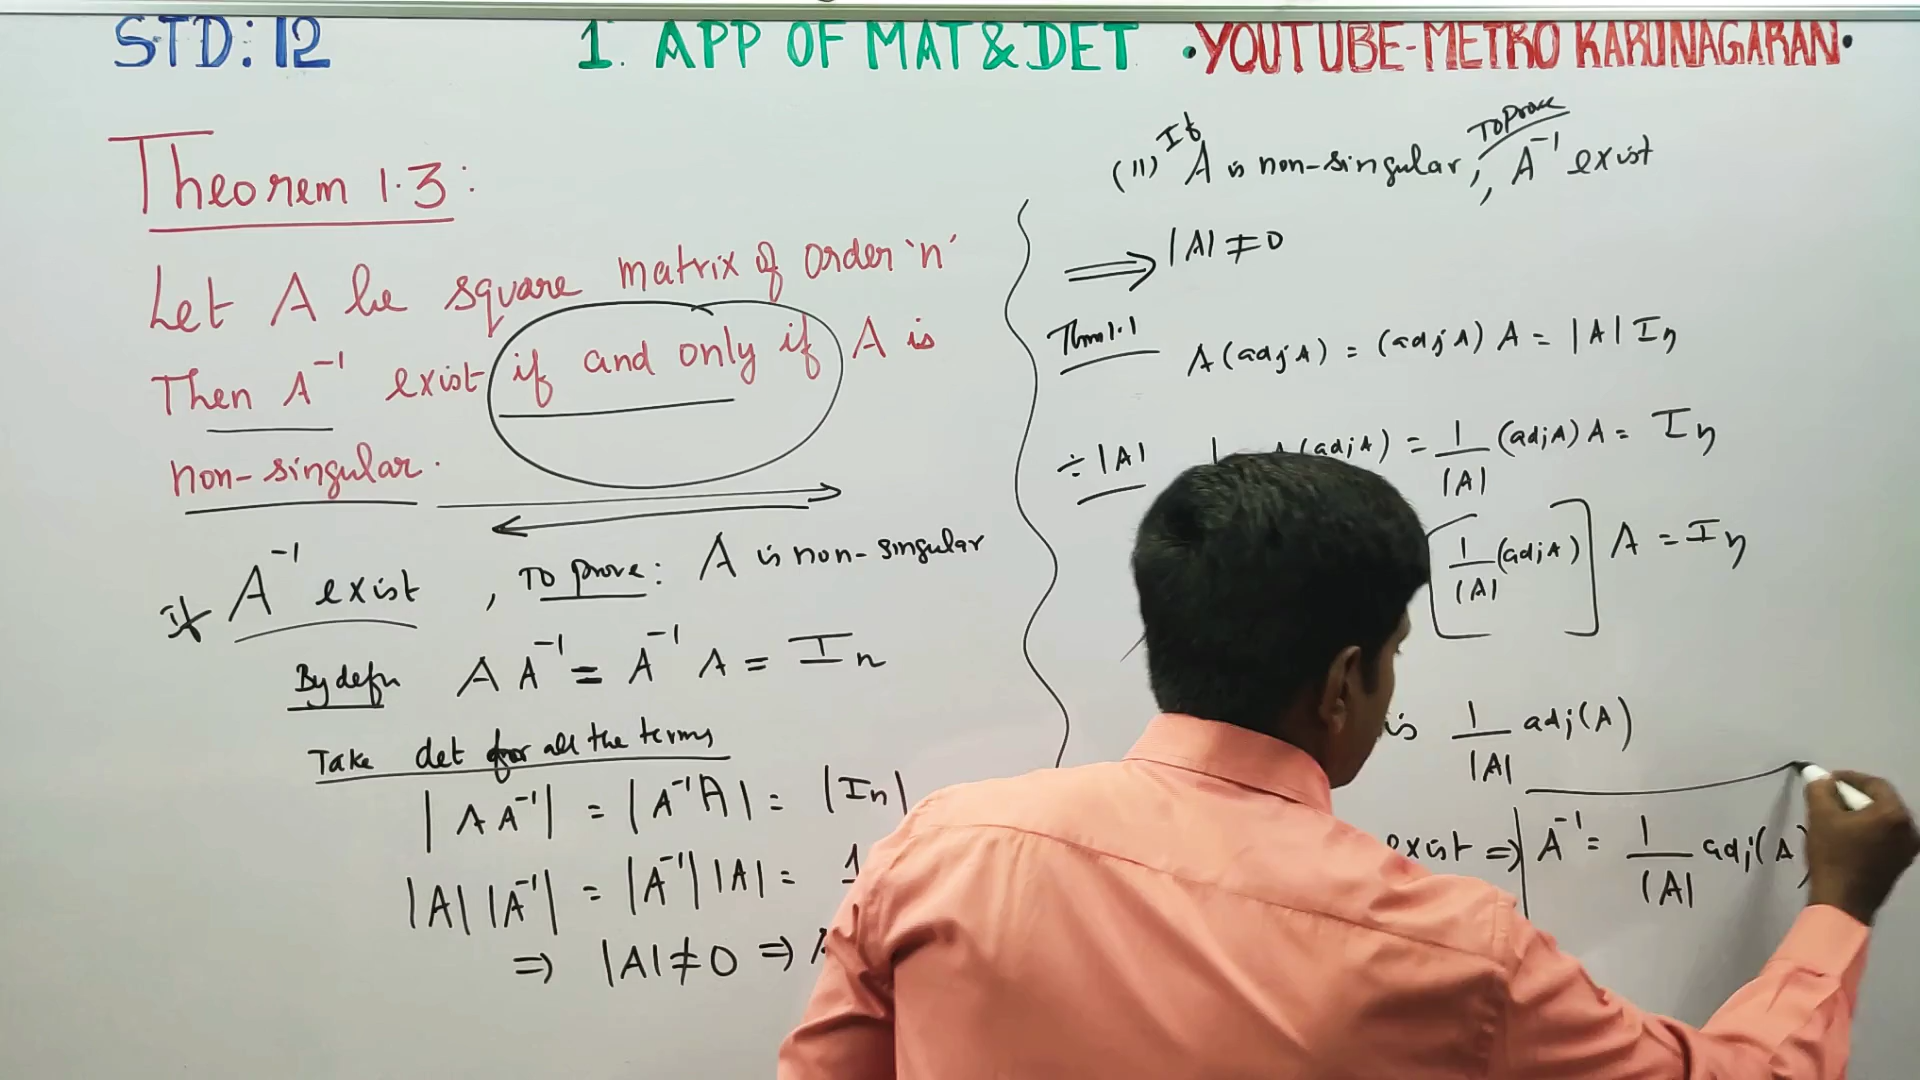 STD: 12
1. APP OF MAT & DET
·YOUTUBE-METRO KARUNAGARAN·
Theorem 1.3:
Let A be square matrix of order 'n'
Then A⁻¹ exist if and only if A is
non-singular.
If A⁻¹ exist, To prove: A is non-singular
By defn A A⁻¹ = A⁻¹ A = In
Take det for all the terms
|A A⁻¹| = |A⁻¹A| = |In|
|A| |A⁻¹| = |A⁻¹| |A| = 1
⇒ |A| ≠ 0 ⇒
(ii) If A is non-singular, To Prove, A⁻¹ exist
⟹ |A| ≠ 0
Thm 1.1 A(adj A) = (adj A) A = |A| In
÷ |A| A(adj A) = 1/|A| (adj A) A = In
[1/|A| (adj A)] A = In
is 1/|A| adj(A)
exist ⇒ A⁻¹ = 1/|A| adj(A)